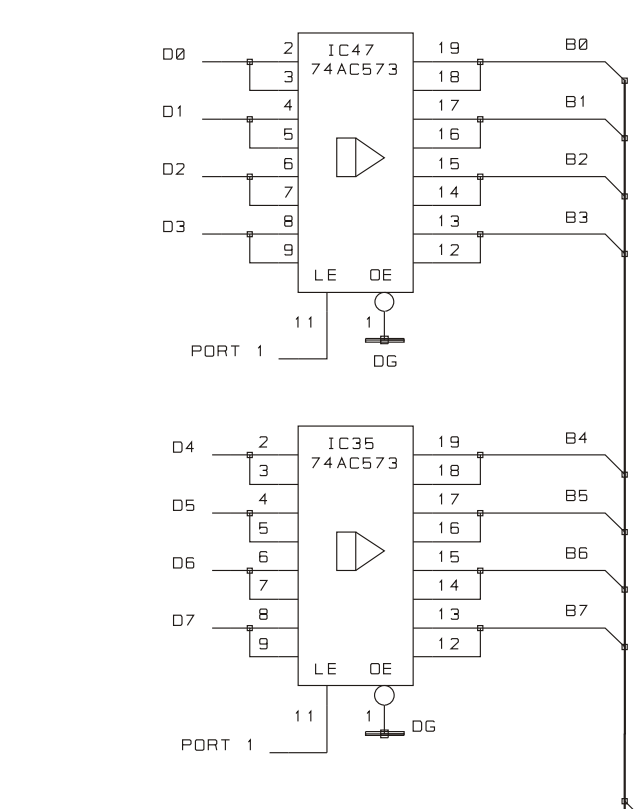 D0 2 IC47 19 B0
74AC573
3 18
D1 4 17 B1
5 16
D2 6 15 B2
7 14
D3 8 13 B3
9 12
LE OE
11 1
PORT 1
DG
D4 2 IC35 19 B4
74AC573
3 18
D5 4 17 B5
5 16
D6 6 15 B6
7 14
D7 8 13 B7
9 12
LE OE
11 1 DG
PORT 1